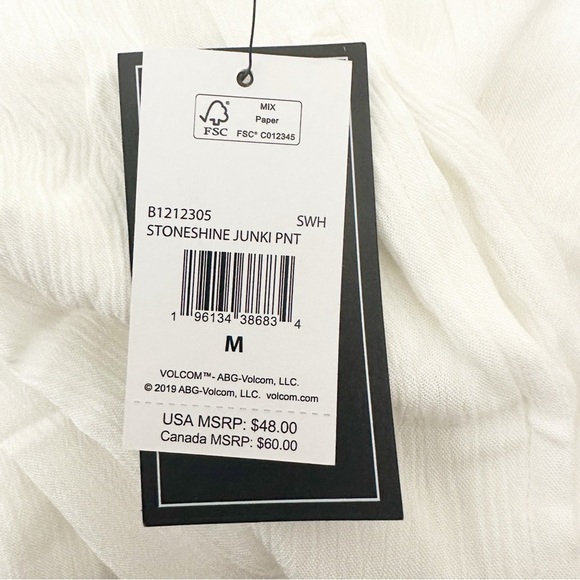 FSC
MIX
Paper
FSC® C012345
B1212305 SWH
STONESHINE JUNKI PNT
1 96134 38683 4
M
VOLCOM™- ABG-Volcom, LLC.
© 2019 ABG-Volcom, LLC. volcom.com
USA MSRP: $48.00
Canada MSRP: $60.00